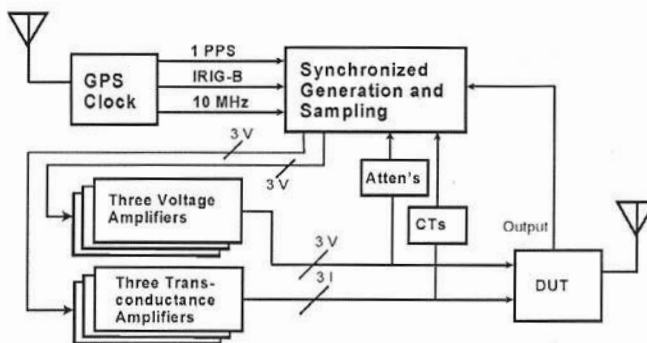 1 PPS
IRIG-B
10 MHz
GPS
Clock
Synchronized
Generation and
Sampling
3 V
3 V
Atten's
CTs
Output
Three Voltage
Amplifiers
3 V
3 I
Three Trans-
conductance
Amplifiers
DUT